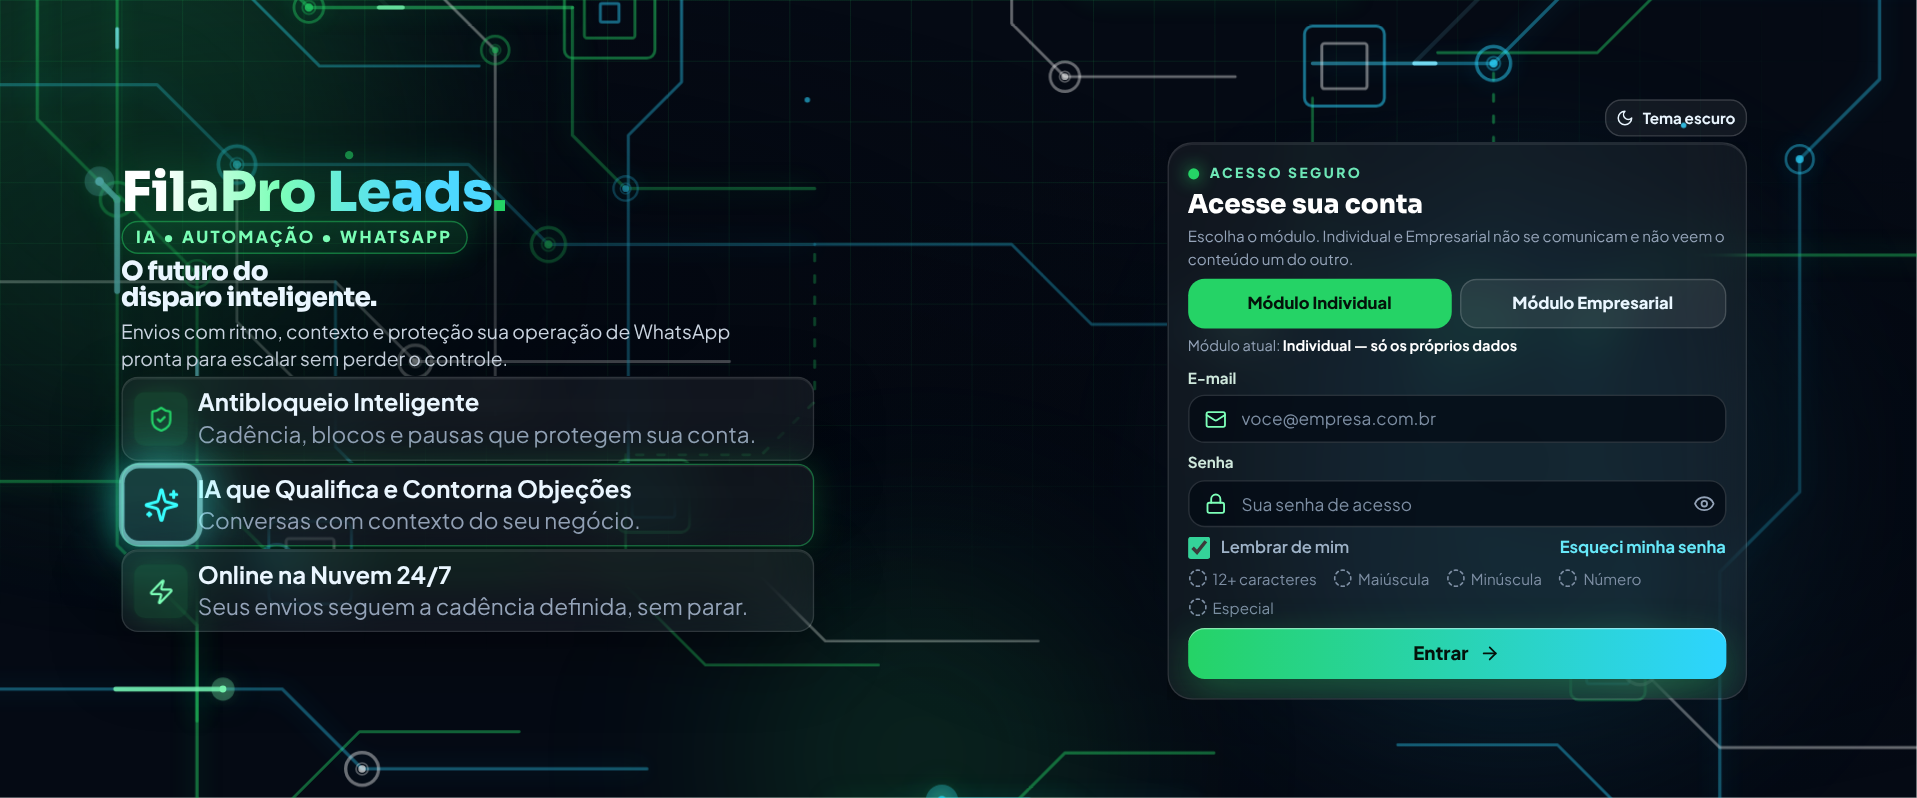 FilaPro Leads.
IA • AUTOMAÇÃO • WHATSAPP
O futuro do
disparo inteligente.
Envios com ritmo, contexto e proteção sua operação de WhatsApp
pronta para escalar sem perder o controle.
Antibloqueio Inteligente
Cadência, blocos e pausas que protegem sua conta.
IA que Qualifica e Contorna Objeções
Conversas com contexto do seu negócio.
Online na Nuvem 24/7
Seus envios seguem a cadência definida, sem parar.
Tema escuro
ACESSO SEGURO
Acesse sua conta
Escolha o módulo. Individual e Empresarial não se comunicam e não veem o
conteúdo um do outro.
Módulo Individual
Módulo Empresarial
Módulo atual: Individual — só os próprios dados
E-mail
voce@empresa.com.br
Senha
Sua senha de acesso
Lembrar de mim
Esqueci minha senha
12+ caracteres Maiúscula Minúscula Número
Especial
Entrar →